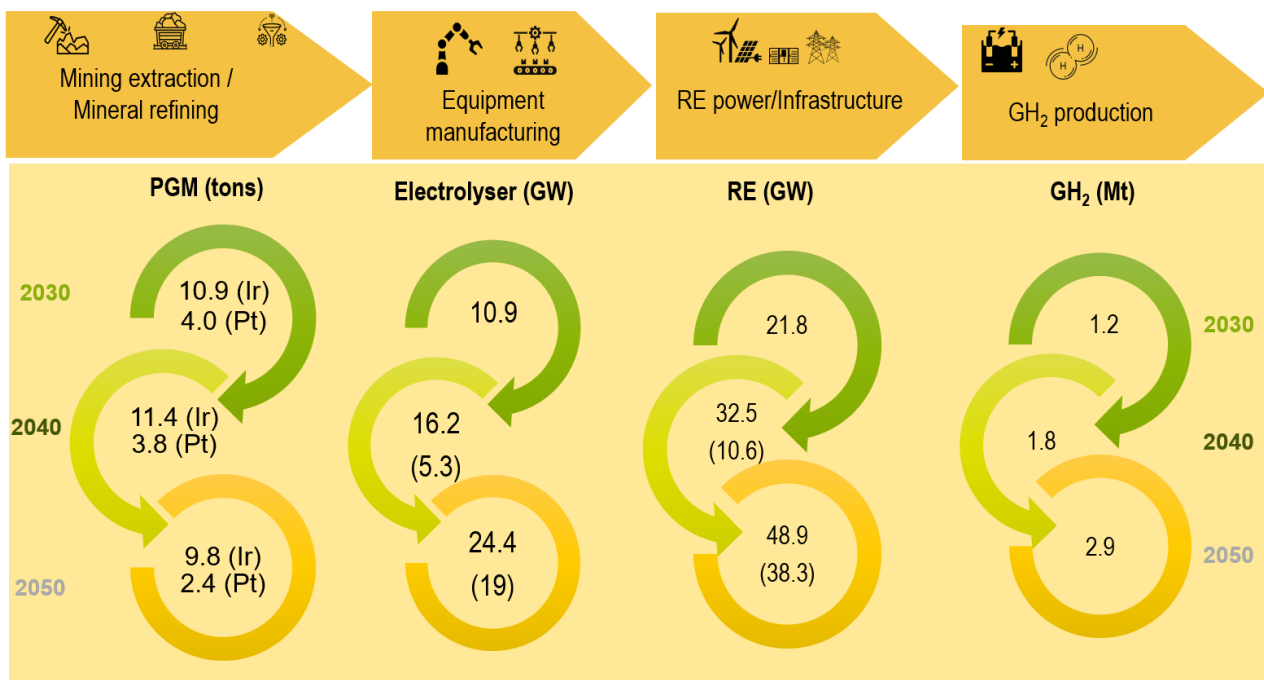 Mining extraction /
Mineral refining
Equipment
manufacturing
RE power/Infrastructure
GH₂ production
H
H
PGM (tons)
Electrolyser (GW)
RE (GW)
GH₂ (Mt)
2030
10.9 (Ir)
4.0 (Pt)
10.9
21.8
1.2
2030
2040
11.4 (Ir)
3.8 (Pt)
16.2
(5.3)
32.5
(10.6)
1.8
2040
2050
9.8 (Ir)
2.4 (Pt)
24.4
(19)
48.9
(38.3)
2.9
2050